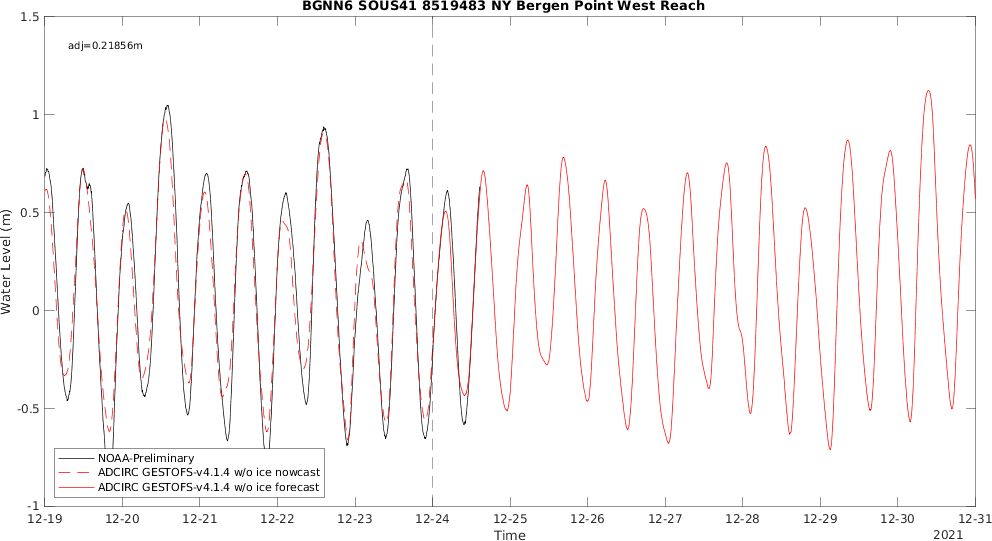 BGNN6 SOUS41 8519483 NY Bergen Point West Reach
adj=0.21856m
1.5
1
0.5
0
-0.5
-1
Water Level (m)
NOAA-Preliminary
ADCIRC GESTOFS-v4.1.4 w/o ice nowcast
ADCIRC GESTOFS-v4.1.4 w/o ice forecast
12-19 12-20 12-21 12-22 12-23 12-24 12-25 12-26 12-27 12-28 12-29 12-30 12-31
Time
2021